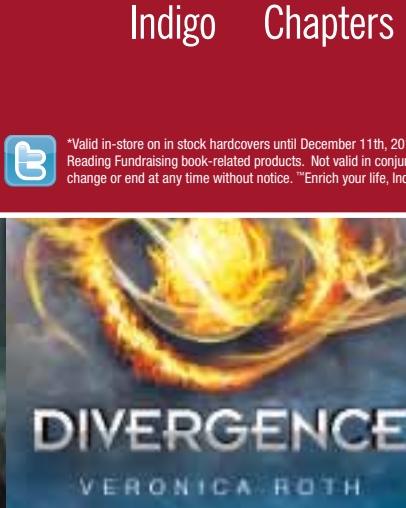 Indigo Chapters
*Valid in-store on in stock hardcovers until December 11th, 20
Reading Fundraising book-related products. Not valid in conju
change or end at any time without notice. ™Enrich your life, Ind
DIVERGENCE
VERONICA ROTH